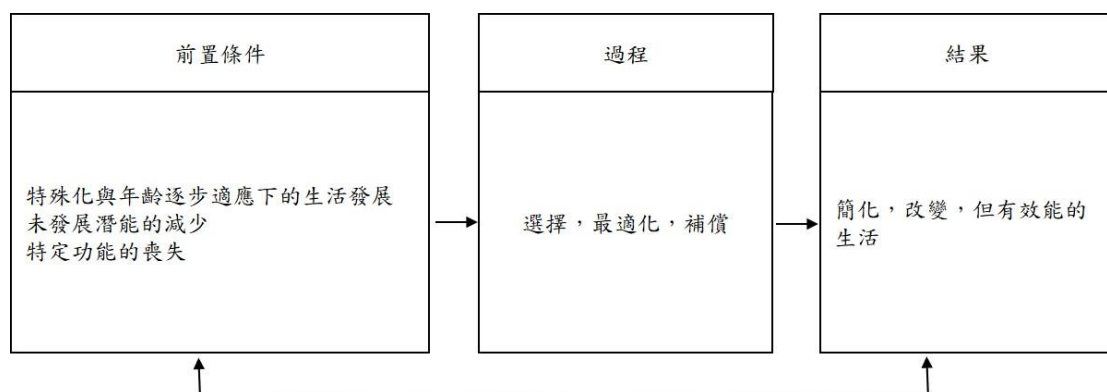 前置條件
特殊化與年齡逐步適應下的生活發展
未發展潛能的減少
特定功能的喪失
過程
選擇，最適化，補償
結果
簡化，改變，但有效能的
生活